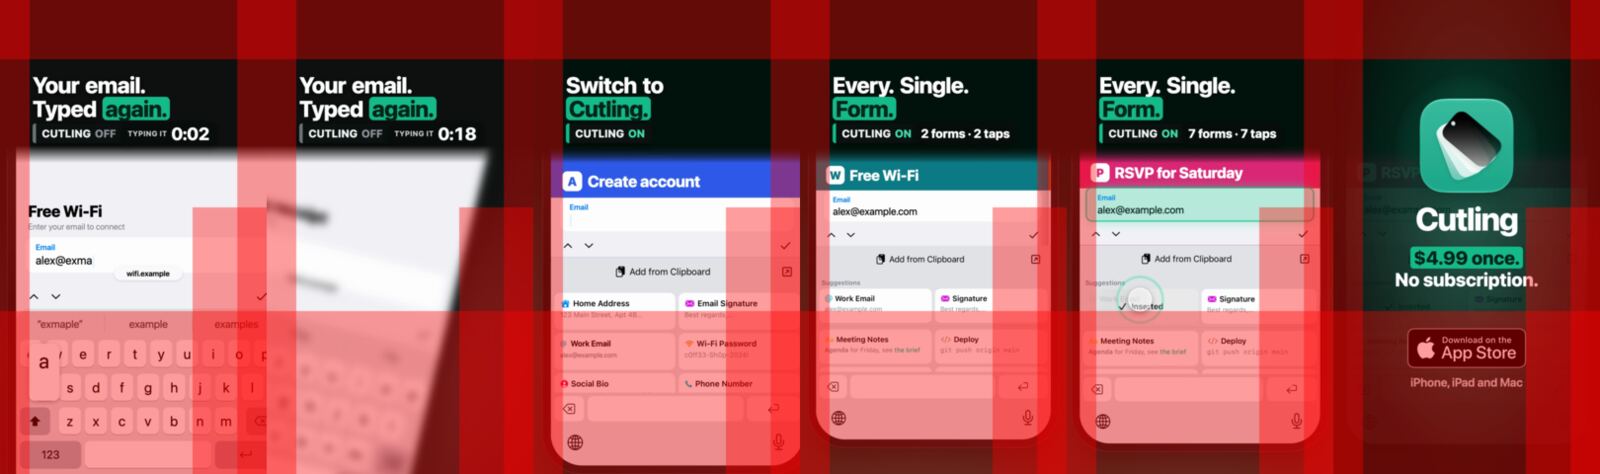 Your email.
Typed again.
CUTLING OFF TYPING IT 0:02
Free Wi-Fi
Enter your email to connect
Email
alex@exma
wifi.example
"exmaple" example examples
e r t y u i o p
a
s d f g h j k l
z x c v b n m
123
Your email.
Typed again.
CUTLING OFF TYPING IT 0:18
Switch to
Cutling.
CUTLING ON
A Create account
Email
Add from Clipboard
Home Address
123 Main Street, Apt 4B...
Email Signature
Best regards,...
Work Email
alex@example.com
Wi-Fi Password
Social Bio
Phone Number
Every. Single.
Form.
CUTLING ON 2 forms · 2 taps
W Free Wi-Fi
Email
alex@example.com
Add from Clipboard
Suggestions
Work Email
Signature
Best regards,...
Meeting Notes
Agenda for Friday, see the brief
</> Deploy
git push origin main
Every. Single.
Form.
CUTLING ON 7 forms · 7 taps
P RSVP for Saturday
Email
alex@example.com
Add from Clipboard
Suggestions
Inserted
Signature
Best regards,...
Meeting Notes
Agenda for Friday, see the brief
</> Deploy
git push origin main
Cutling
$4.99 once.
No subscription.
Download on the
App Store
iPhone, iPad and Mac